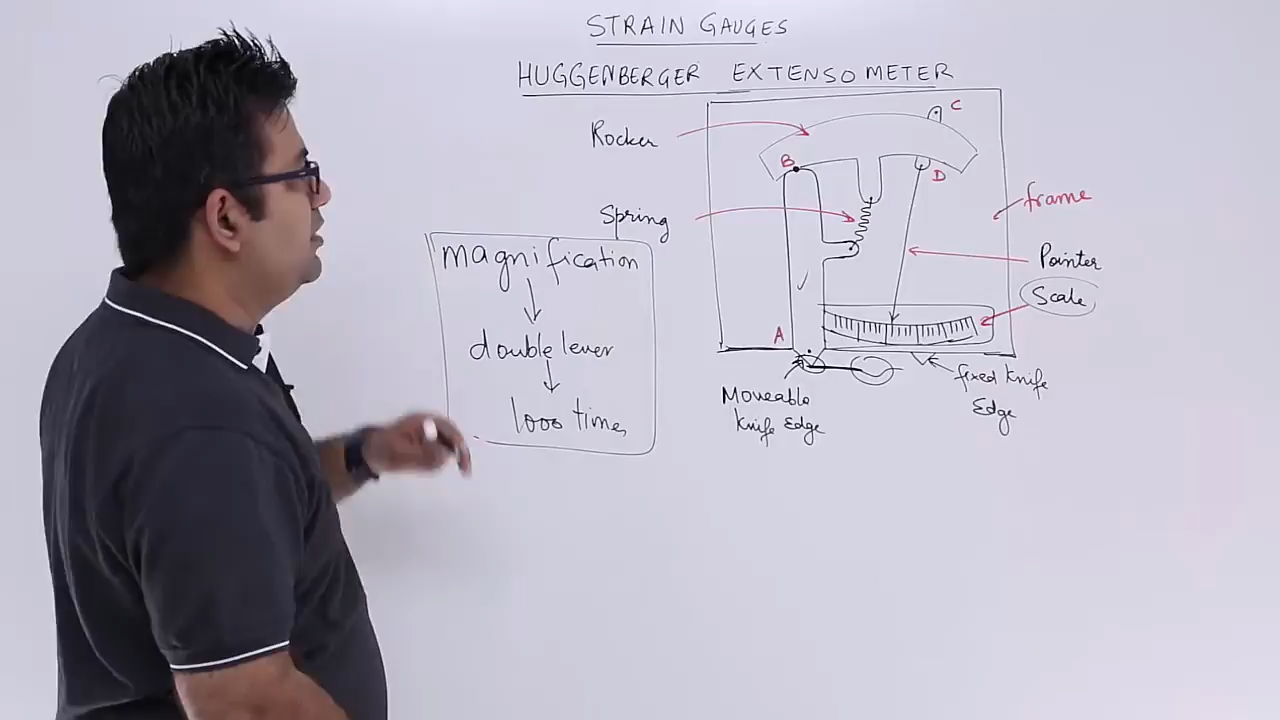 STRAIN GAUGES
HUGGENBERGER EXTENSOMETER
C
Rocker
B
D
frame
Spring
magnification
Pointer
Scale
A
double lever
fixed Knife
Edge
Moveable
Knife Edge
1000 times